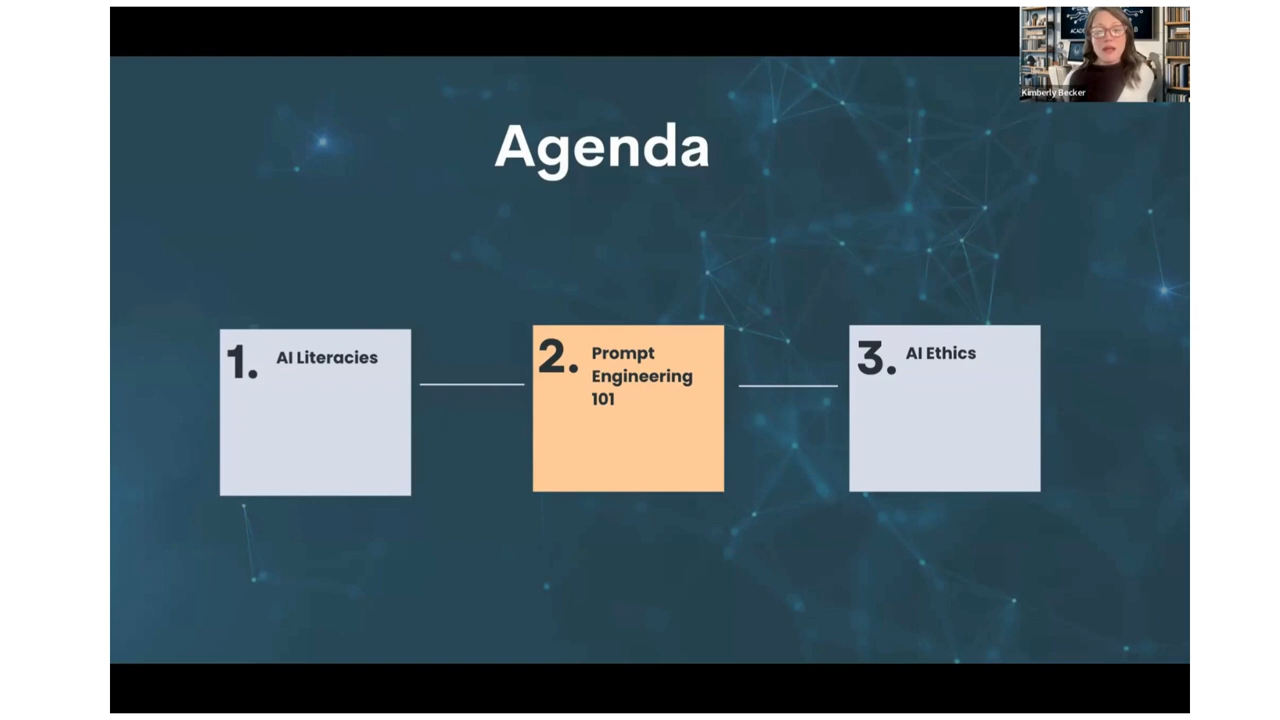 Kimberly Becker
Agenda
1. AI Literacies
2. Prompt
Engineering
101
3. AI Ethics